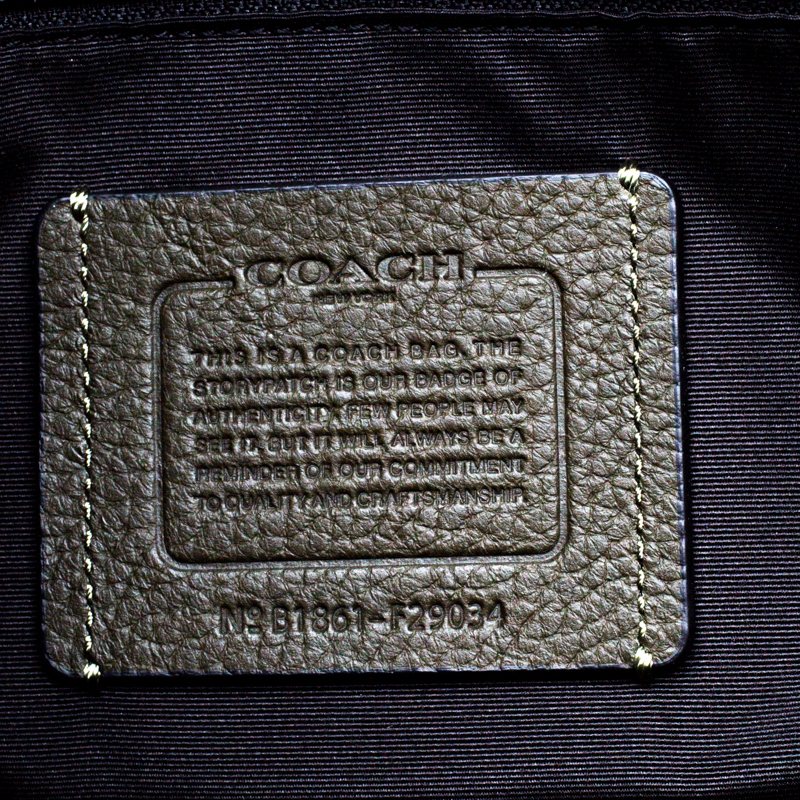 COACH
NEW YORK
THIS IS A COACH BAG. THE
STORYPATCH IS OUR BADGE OF
AUTHENTICITY. FEW PEOPLE MAY
SEE IT, BUT IT WILL ALWAYS BE A
REMINDER OF OUR COMMITMENT
TO QUALITY AND CRAFTSMANSHIP.
Nº B1861-F29034